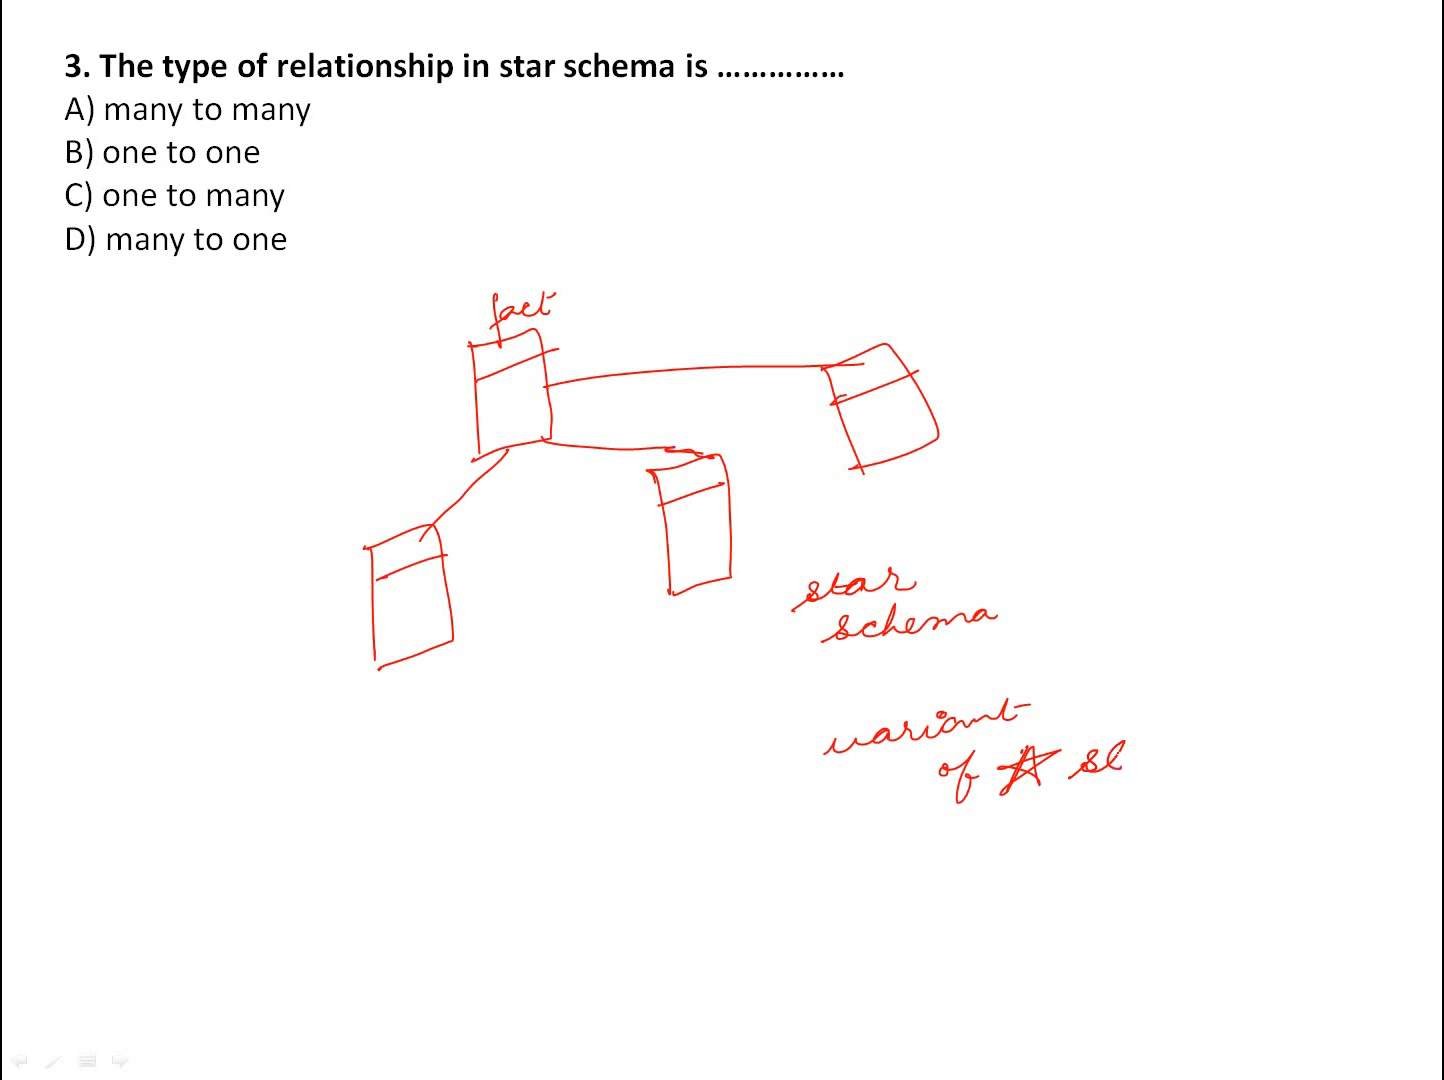 3. The type of relationship in star schema is ……………
A) many to many
B) one to one
C) one to many
D) many to one
fact
star
schema
variant
of ☆ sc